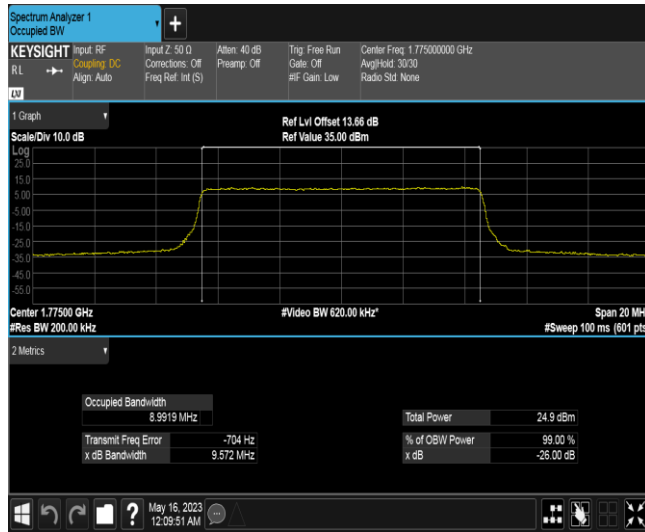 Spectrum Analyzer 1
Occupied BW
+
KEYSIGHT
RL
LXI
Input: RF
Coupling: DC
Align: Auto
Input Z: 50 Ω
Corrections: Off
Freq Ref: Int (S)
Atten: 40 dB
Preamp: Off
Trig: Free Run
Gate: Off
#IF Gain: Low
Center Freq: 1.775000000 GHz
Avg|Hold: 30/30
Radio Std: None
1 Graph
Scale/Div 10.0 dB
Ref Lvl Offset 13.66 dB
Ref Value 35.00 dBm
Log
25.0
15.0
5.00
-5.00
-15.0
-25.0
-35.0
-45.0
-55.0
Center 1.77500 GHz
#Video BW 620.00 kHz*
Span 20 MH
#Res BW 200.00 kHz
#Sweep 100 ms (601 pts
2 Metrics
Occupied Bandwidth
8.9919 MHz
Total Power 24.9 dBm
Transmit Freq Error -704 Hz
% of OBW Power 99.00 %
x dB Bandwidth 9.572 MHz
x dB -26.00 dB
?
May 16, 2023
12:09:51 AM